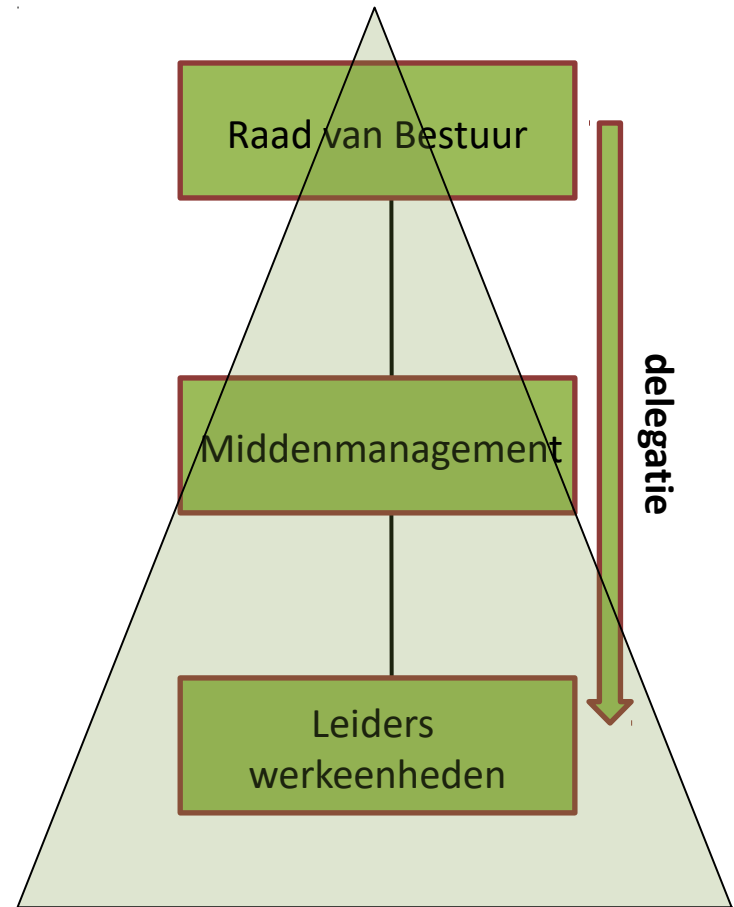 Raad van Bestuur
delegatie
Middenmanagement
Leiders
werkeenheden